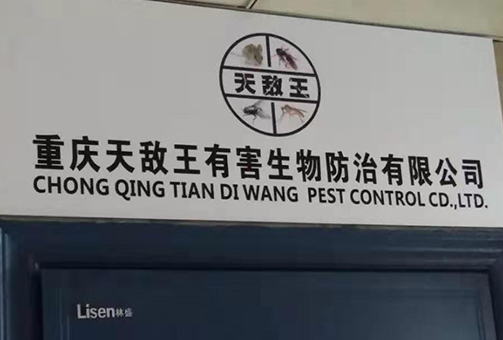 天敌王
重庆天敌王有害生物防治有限公司
CHONG QING TIAN DI WANG PEST CONTROL CD.,LTD.
Lisen林盛